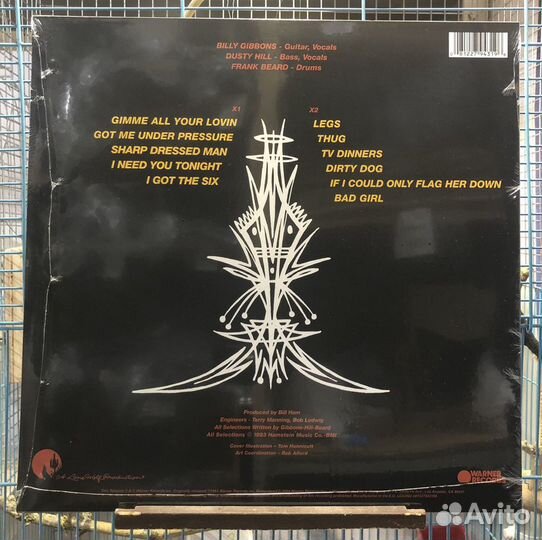 BILLY GIBBONS - Guitar, Vocals
DUSTY HILL - Bass, Vocals
FRANK BEARD - Drums
X1
GIMME ALL YOUR LOVIN
GOT ME UNDER PRESSURE
SHARP DRESSED MAN
I NEED YOU TONIGHT
I GOT THE SIX
X2
LEGS
THUG
TV DINNERS
DIRTY DOG
IF I COULD ONLY FLAG HER DOWN
BAD GIRL
Produced by Bill Ham
Engineers - Terry Manning, Bob Ludwig
All Selections Written by Gibbons-Hill-Beard
All Selections © 1983 Hamstein Music Co.-BMI
Cover Illustration - Tom Hunnicutt
Art Coordination - Bob Alford
A Lone Wolf Production
WARNER
RECORDS
Avito